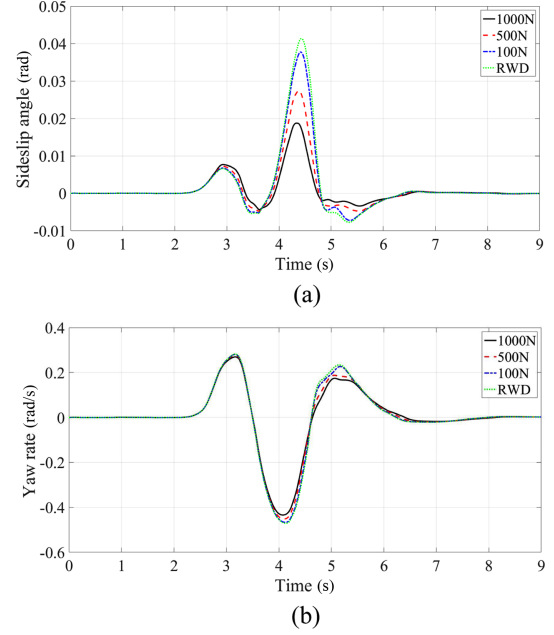 0.05
0.04
0.03
0.02
0.01
0
-0.01
Sideslip angle (rad)
1000N
500N
100N
RWD
0 1 2 3 4 5 6 7 8 9
Time (s)
(a)
0.4
0.2
0
-0.2
-0.4
-0.6
Yaw rate (rad/s)
1000N
500N
100N
RWD
0 1 2 3 4 5 6 7 8 9
Time (s)
(b)